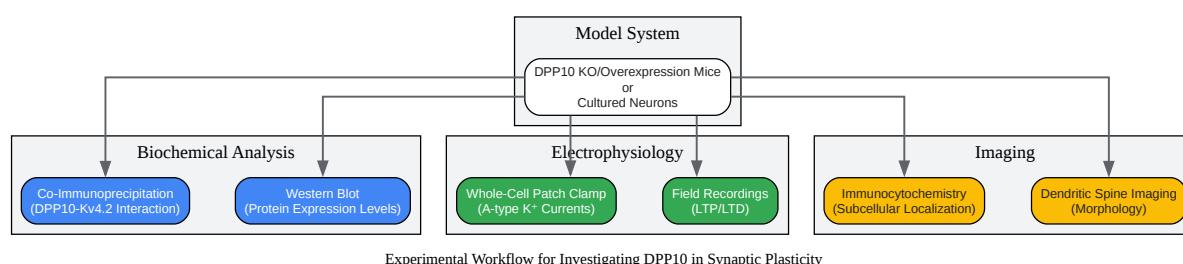 Model System
DPP10 KO/Overexpression Mice
or
Cultured Neurons
Biochemical Analysis
Co-Immunoprecipitation
(DPP10-Kv4.2 Interaction)
Western Blot
(Protein Expression Levels)
Electrophysiology
Whole-Cell Patch Clamp
(A-type K⁺ Currents)
Field Recordings
(LTP/LTD)
Imaging
Immunocytochemistry
(Subcellular Localization)
Dendritic Spine Imaging
(Morphology)
Experimental Workflow for Investigating DPP10 in Synaptic Plasticity